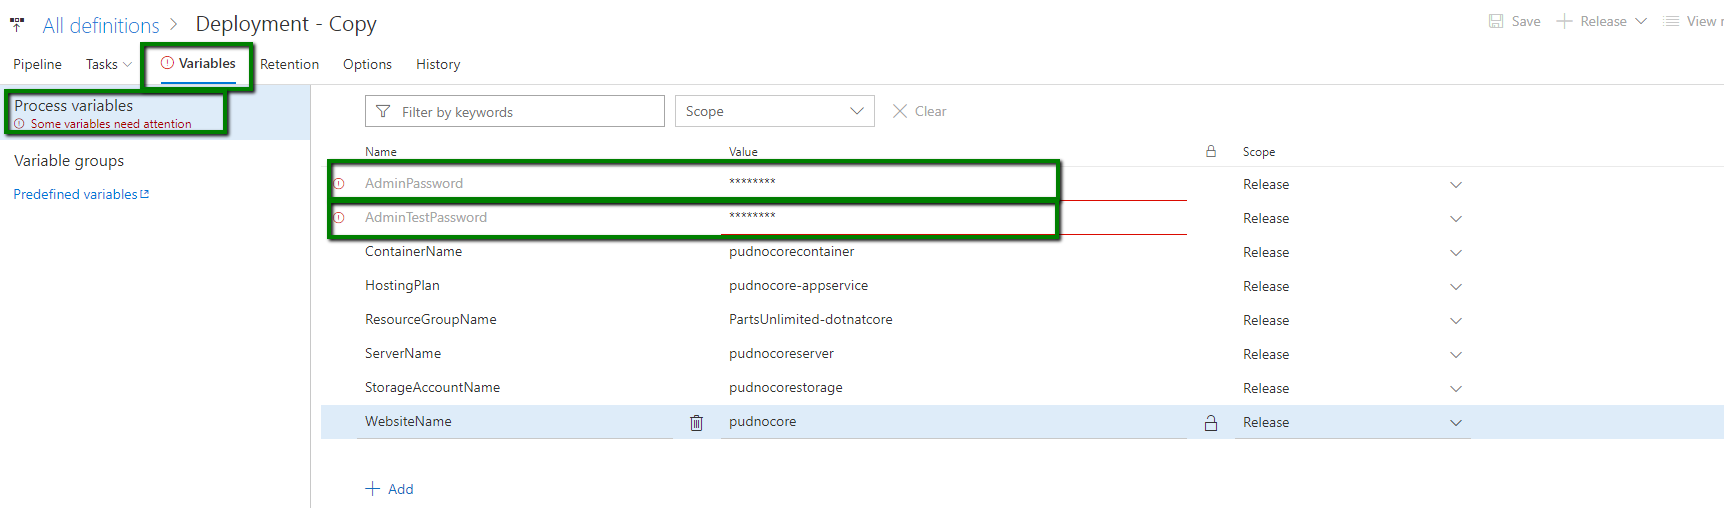 All definitions > Deployment - Copy
Save + Release View
Pipeline Tasks Variables Retention Options History
Process variables
Some variables need attention
Variable groups
Predefined variables
Filter by keywords Scope Clear
Name Value Scope
AdminPassword ******** Release
AdminTestPassword ******** Release
ContainerName pudnocorecontainer Release
HostingPlan pudnocore-appservice Release
ResourceGroupName PartsUnlimited-dotnatcore Release
ServerName pudnocoreserver Release
StorageAccountName pudnocorestorage Release
WebsiteName pudnocore Release
+ Add